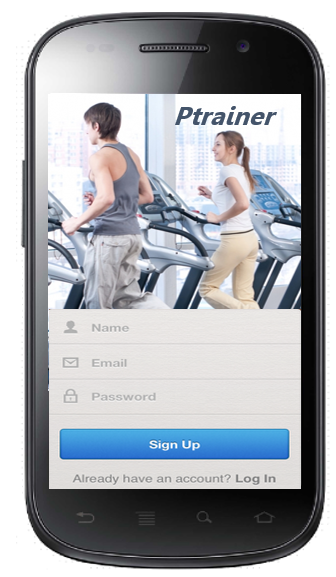 Ptrainer
Name
Email
Password
Sign Up
Already have an account? Log In